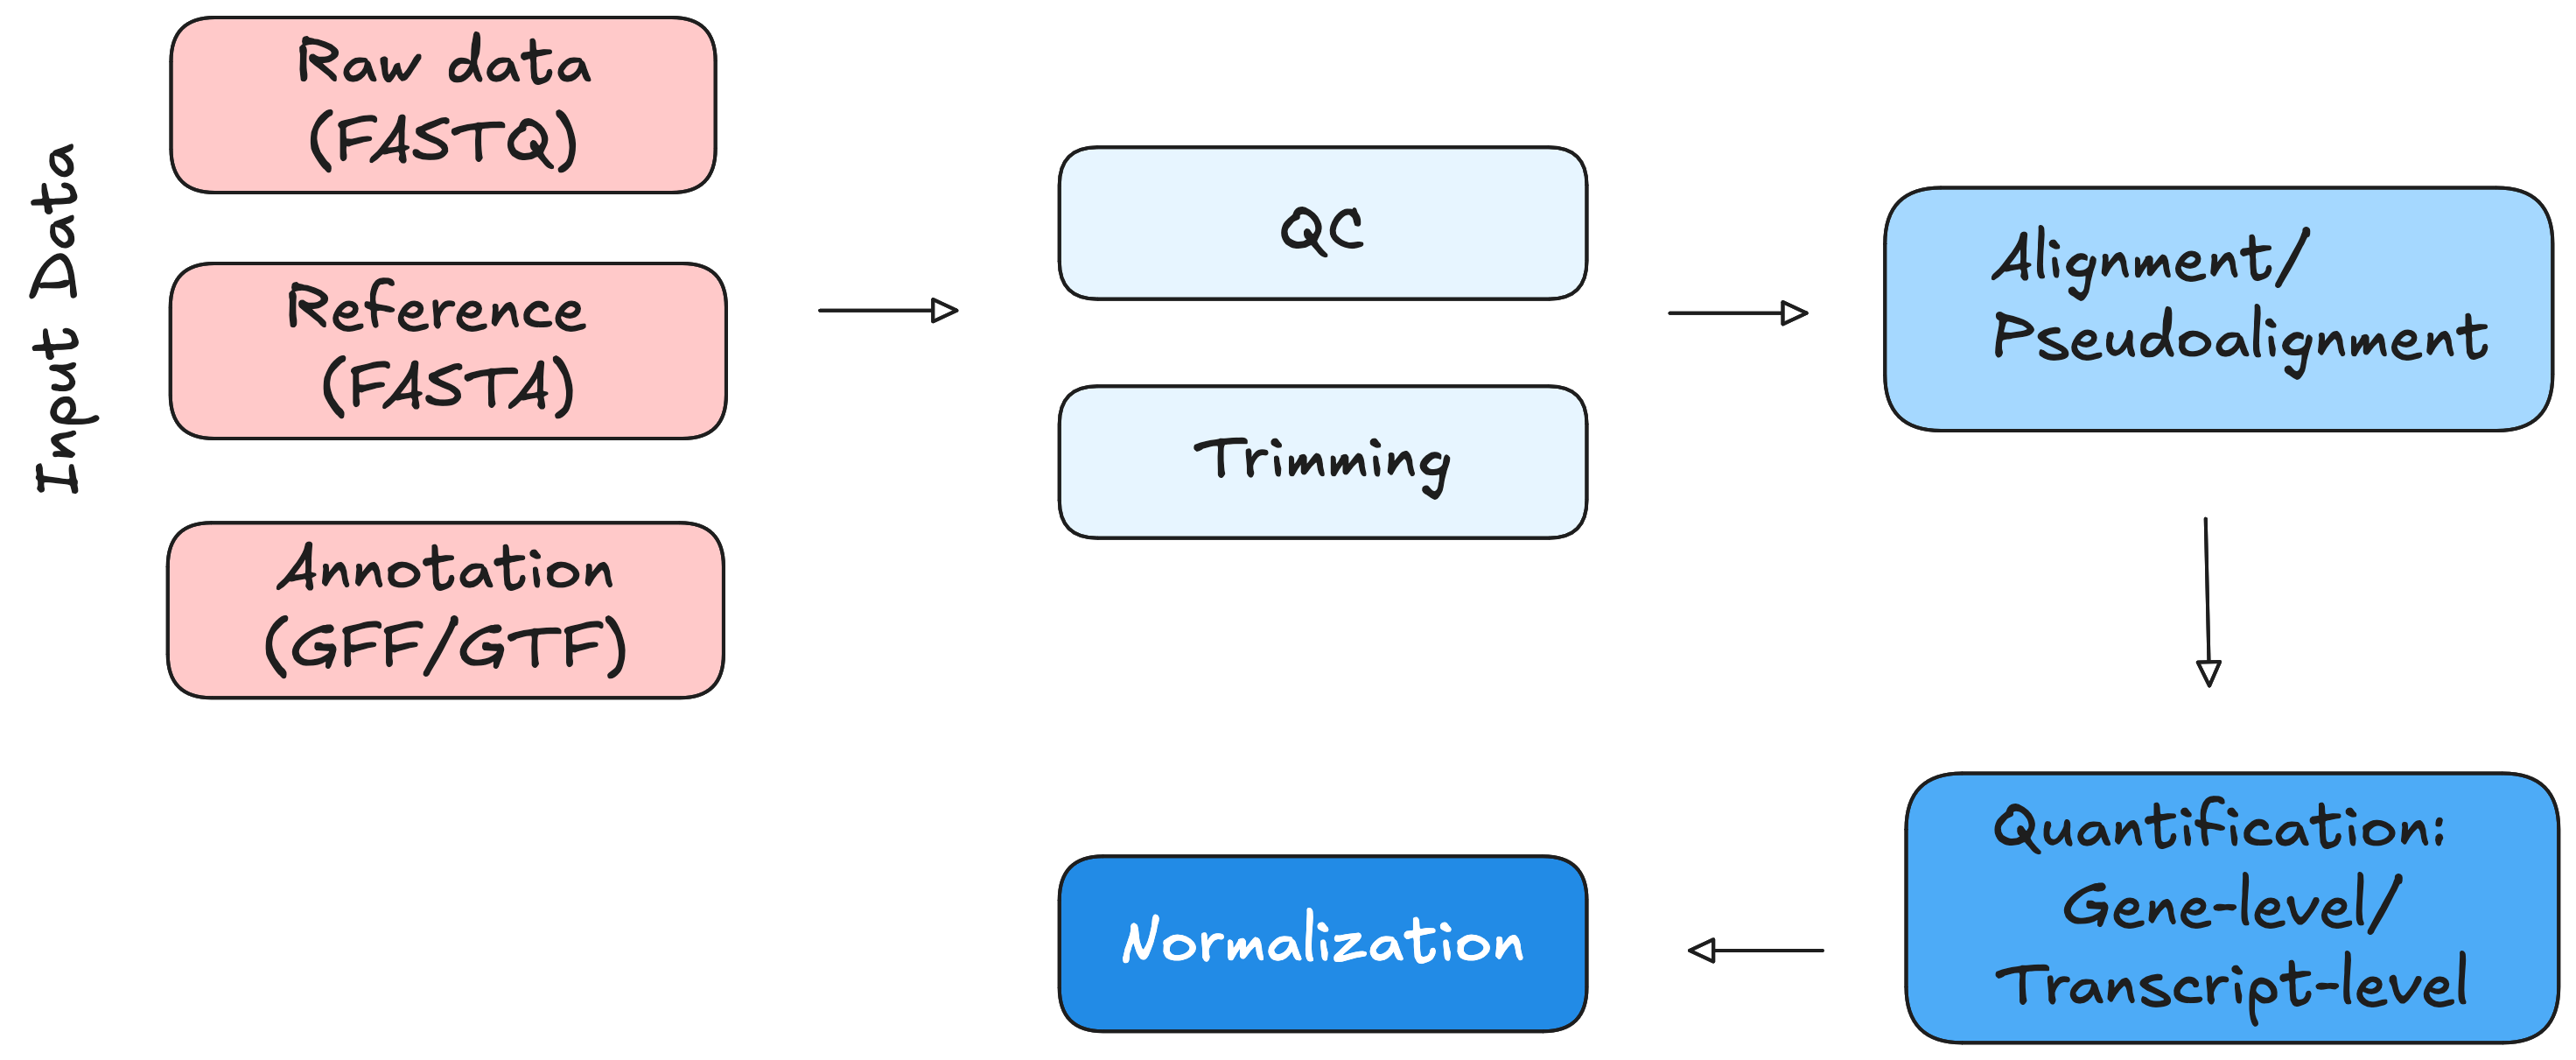 Input Data
Raw data
(FASTQ)
Reference
(FASTA)
Annotation
(GFF/GTF)
QC
Trimming
Alignment/
Pseudoalignment
Quantification:
Gene-level/
Transcript-level
Normalization